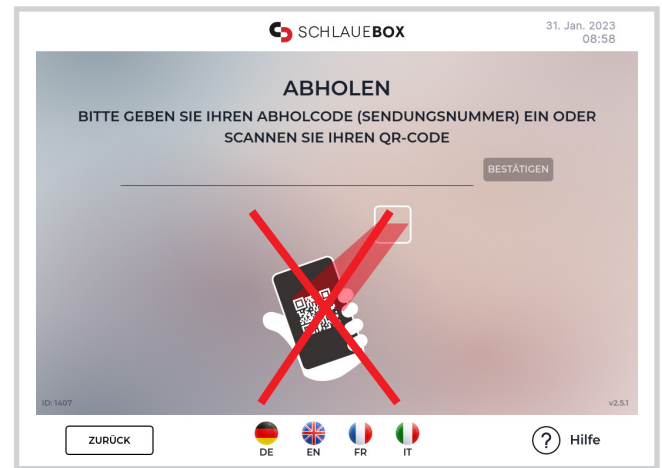 SCHLAUEBOX
31. Jan. 2023
08:58
ABHOLEN
BITTE GEBEN SIE IHREN ABHOLCODE (SENDUNGSNUMMER) EIN ODER
SCANNEN SIE IHREN QR-CODE
BESTÄTIGEN
ID: 1407
v2.5.1
ZURÜCK
DE EN FR IT
? Hilfe